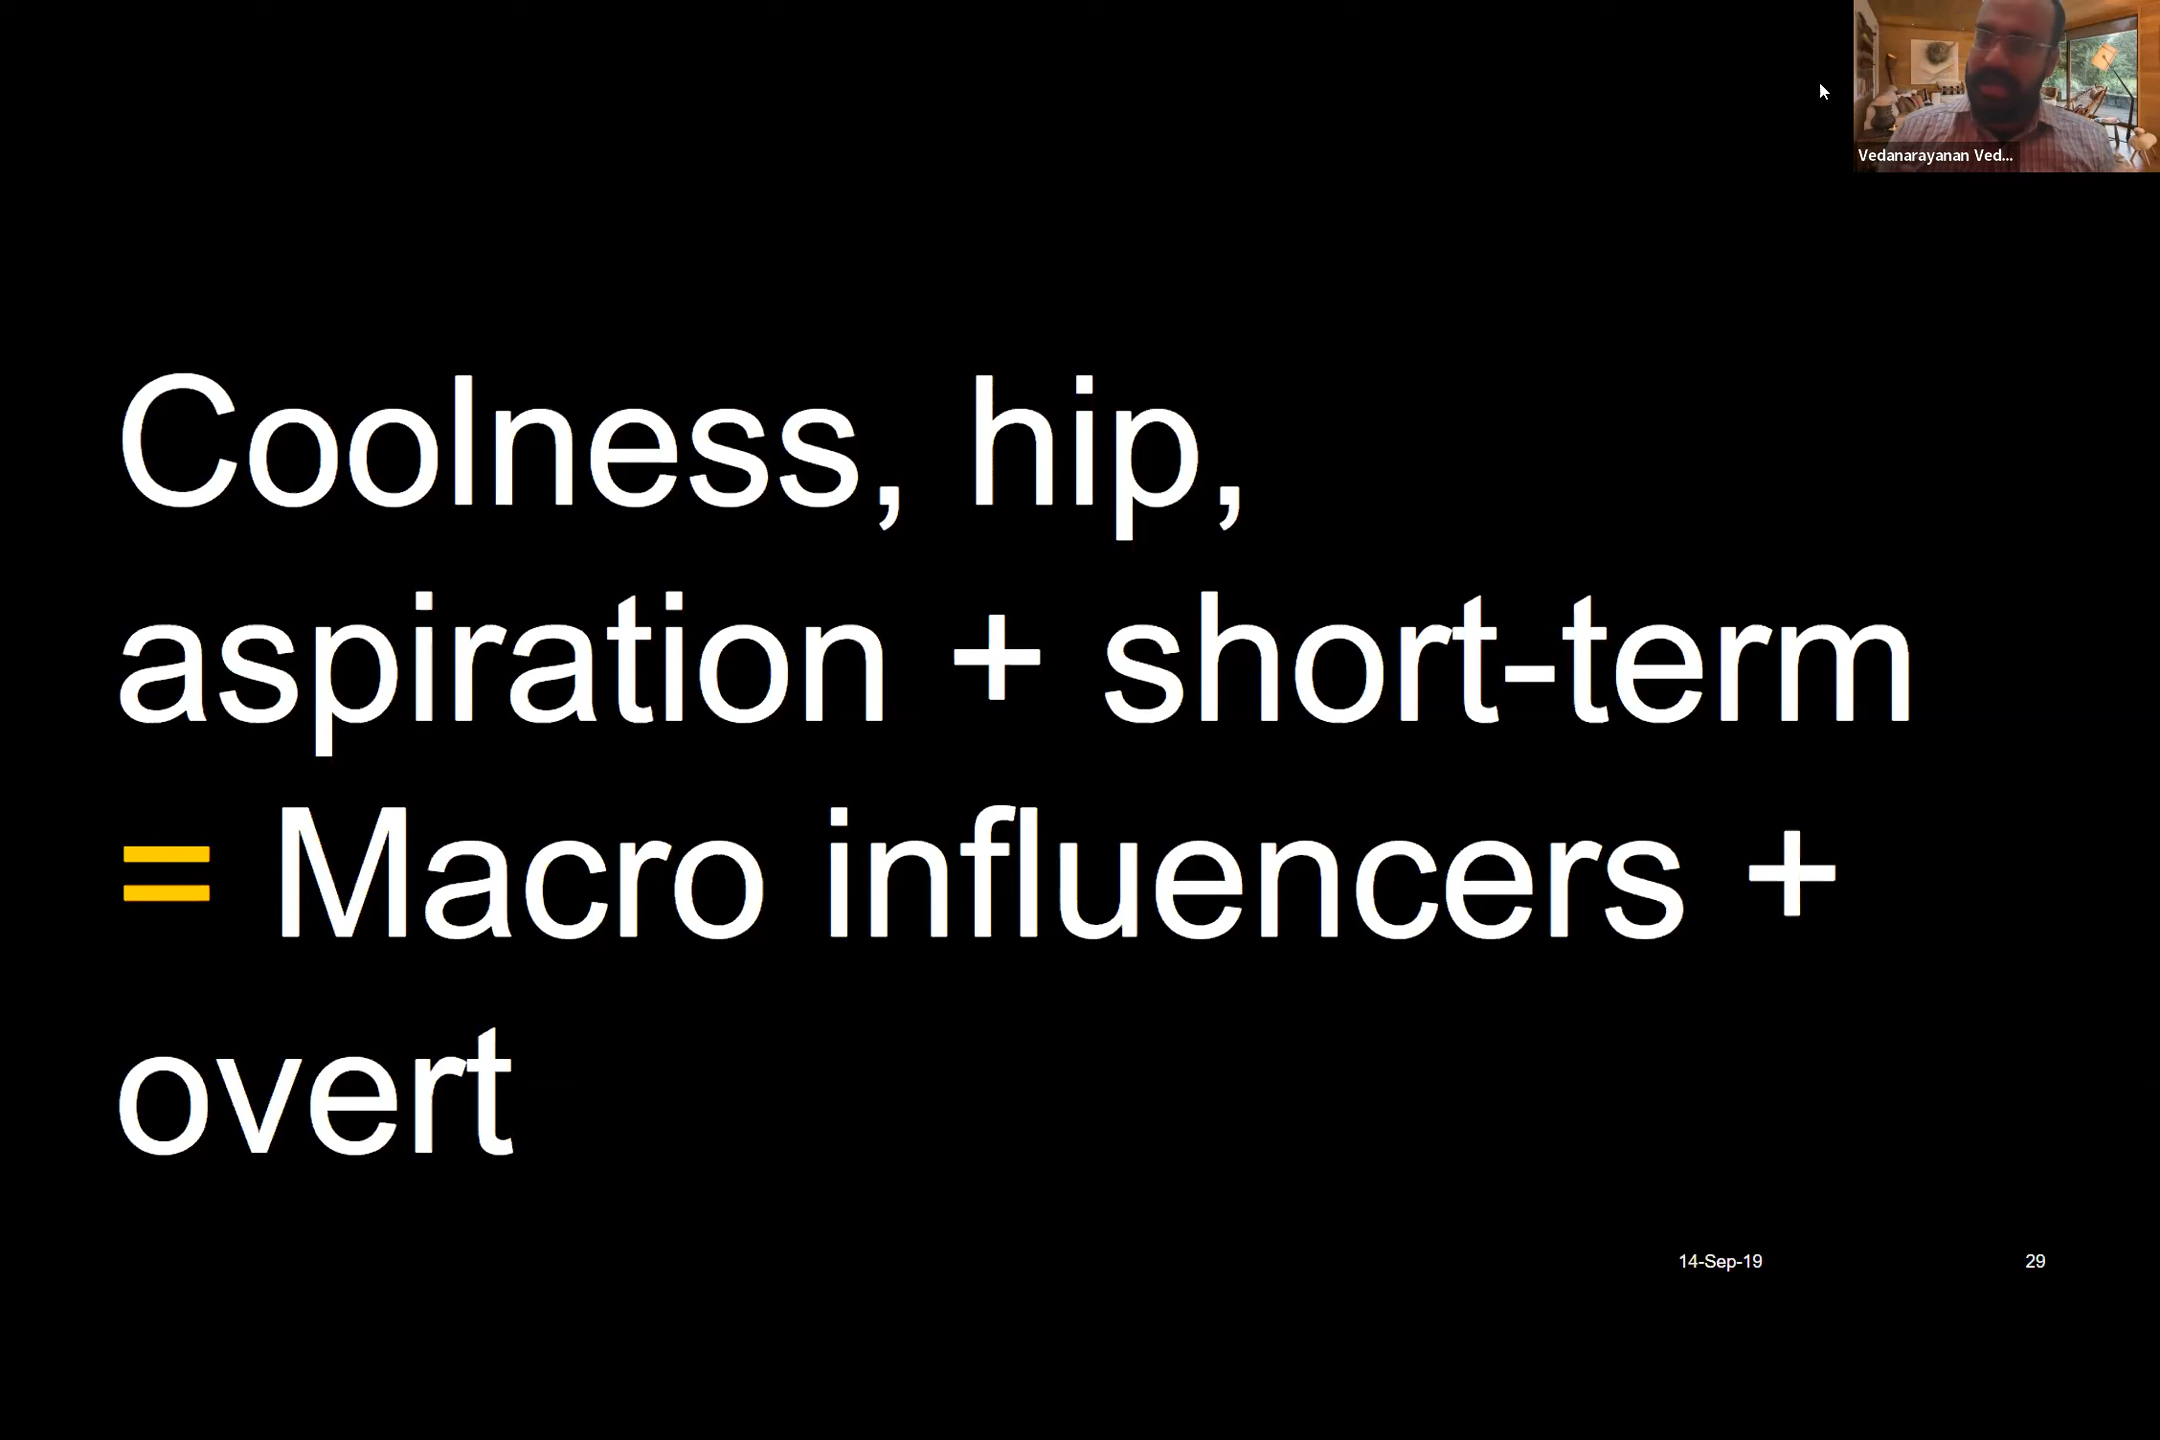 Vedanarayanan Ved...
Coolness, hip,
aspiration + short-term
= Macro influencers +
overt
14-Sep-19
29